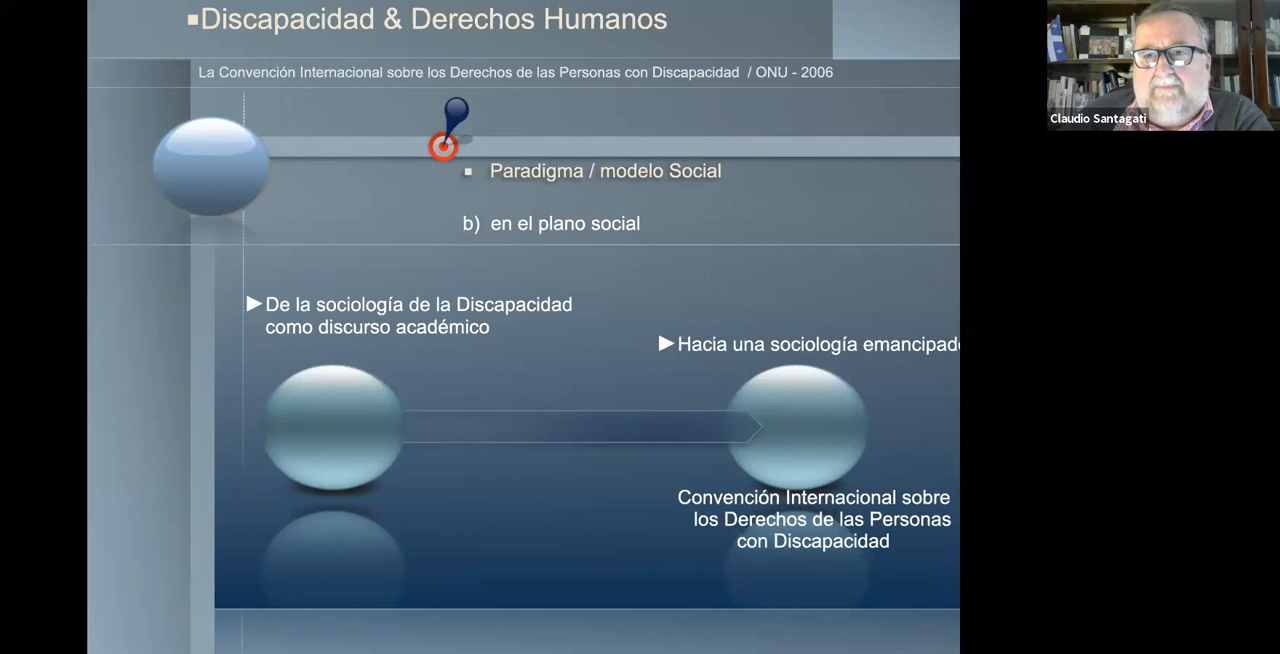 ▪Discapacidad & Derechos Humanos
La Convención Internacional sobre los Derechos de las Personas con Discapacidad / ONU - 2006
Claudio Santagati
▪ Paradigma / modelo Social
b) en el plano social
►De la sociología de la Discapacidad
como discurso académico
►Hacia una sociología emancipad
Convención Internacional sobre
los Derechos de las Personas
con Discapacidad